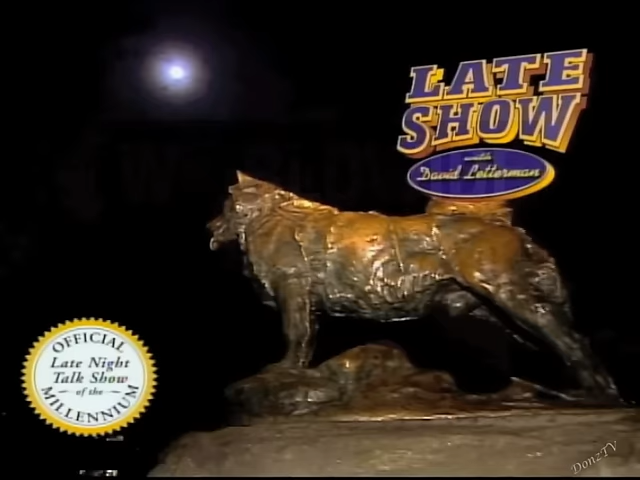 LATE
SHOW
with
David Letterman
OFFICIAL
Late Night
Talk Show
of the
MILLENNIUM
DonzTV